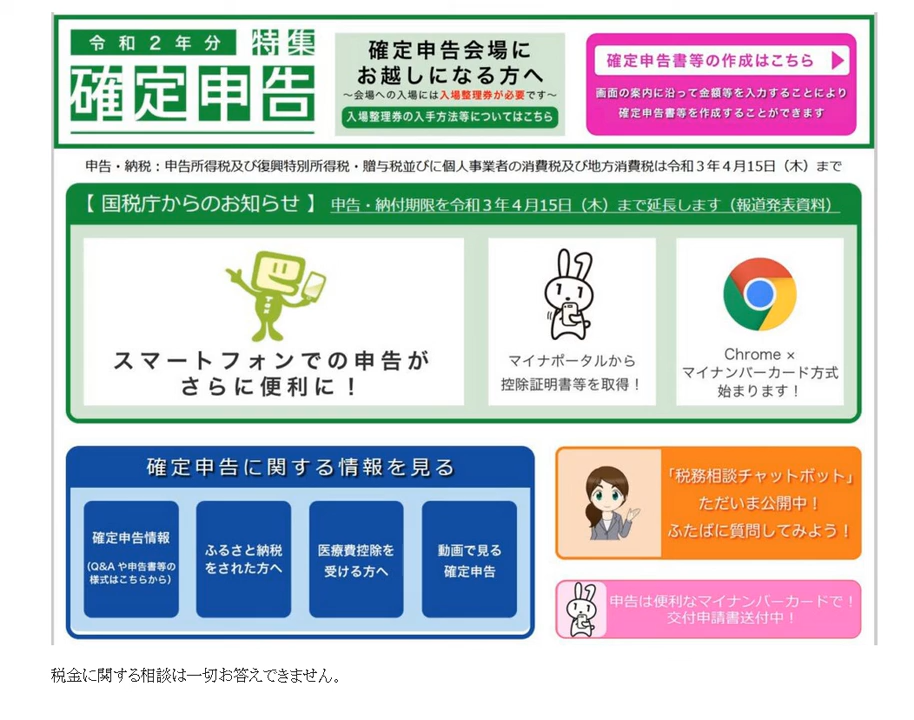 令和2年分
特集
確定申告
確定申告会場に
お越しになる方へ
～会場への入場には入場整理券が必要です～
入場整理券の入手方法等についてはこちら
確定申告書等の作成はこちら
画面の案内に沿って金額等を入力することにより
確定申告書等を作成することができます
申告・納税：申告所得税及び復興特別所得税・贈与税並びに個人事業者の消費税及び地方消費税は令和３年４月15日（木）まで
【 国税庁からのお知らせ 】 申告・納付期限を令和３年４月15日（木）まで延長します（報道発表資料）
スマートフォンでの申告が
さらに便利に！
マイナポータルから
控除証明書等を取得！
Chrome ×
マイナンバーカード方式
始まります！
確定申告に関する情報を見る
確定申告情報
(Q&A や申告書等の
様式はこちらから)
ふるさと納税
をされた方へ
医療費控除を
受ける方へ
動画で見る
確定申告
「税務相談チャットボット」
ただいま公開中！
ふたばに質問してみよう！
申告は便利なマイナンバーカードで！
交付申請書送付中！
税金に関する相談は一切お答えできません。